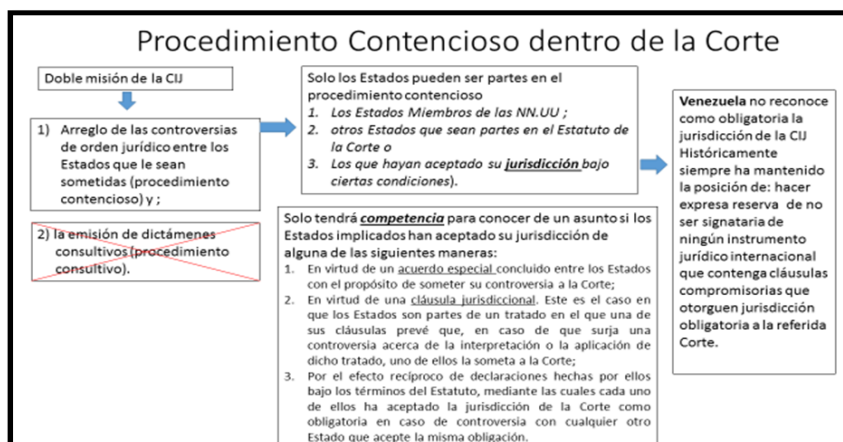 Procedimiento Contencioso dentro de la Corte
Doble misión de la CIJ
1) Arreglo de las controversias
de orden jurídico entre los
Estados que le sean
sometidas (procedimiento
contencioso) y ;
2) la emisión de dictámenes
consultivos (procedimiento
consultivo).
Solo los Estados pueden ser partes en el
procedimiento contencioso
1. Los Estados Miembros de las NN.UU ;
2. otros Estados que sean partes en el Estatuto de
la Corte o
3. Los que hayan aceptado su jurisdicción bajo
ciertas condiciones).
Solo tendrá competencia para conocer de un asunto si los
Estados implicados han aceptado su jurisdicción de
alguna de las siguientes maneras:
1. En virtud de un acuerdo especial concluido entre los Estados
con el propósito de someter su controversia a la Corte;
2. En virtud de una cláusula jurisdiccional. Este es el caso en
que los Estados son partes de un tratado en el que una de
sus cláusulas prevé que, en caso de que surja una
controversia acerca de la interpretación o la aplicación de
dicho tratado, uno de ellos la someta a la Corte;
3. Por el efecto recíproco de declaraciones hechas por ellos
bajo los términos del Estatuto, mediante las cuales cada uno
de ellos ha aceptado la jurisdicción de la Corte como
obligatoria en caso de controversia con cualquier otro
Estado que acepte la misma obligación.
Venezuela no reconoce
como obligatoria la
jurisdicción de la CIJ
Históricamente
siempre ha mantenido
la posición de: hacer
expresa reserva de no
ser signataria de
ningún instrumento
jurídico internacional
que contenga cláusulas
compromisorias que
otorguen jurisdicción
obligatoria a la referida
Corte.